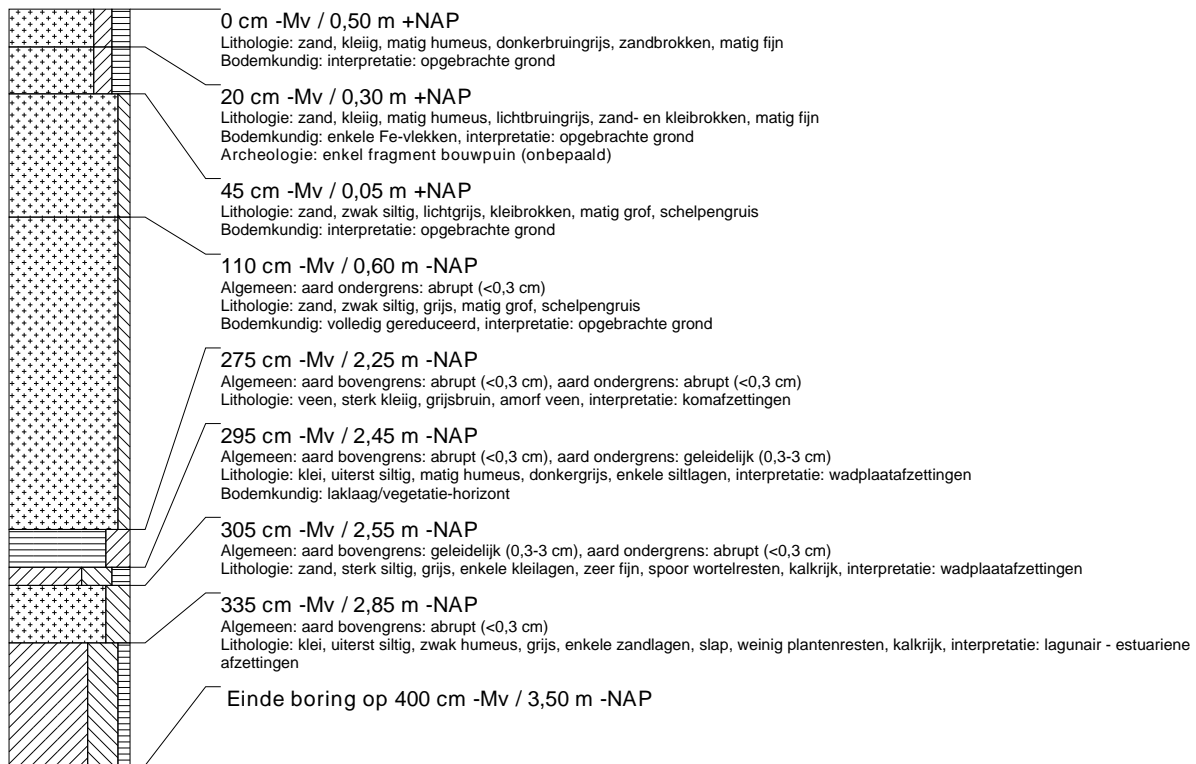 0 cm -Mv / 0,50 m +NAP
Lithologie: zand, kleiig, matig humeus, donkerbruingrijs, zandbrokken, matig fijn
Bodemkundig: interpretatie: opgebrachte grond
20 cm -Mv / 0,30 m +NAP
Lithologie: zand, kleiig, matig humeus, lichtbruingrijs, zand- en kleibrokken, matig fijn
Bodemkundig: enkele Fe-vlekken, interpretatie: opgebrachte grond
Archeologie: enkel fragment bouwpuin (onbepaald)
45 cm -Mv / 0,05 m +NAP
Lithologie: zand, zwak siltig, lichtgrijs, kleibrokken, matig grof, schelpengruis
Bodemkundig: interpretatie: opgebrachte grond
110 cm -Mv / 0,60 m -NAP
Algemeen: aard ondergrens: abrupt (<0,3 cm)
Lithologie: zand, zwak siltig, grijs, matig grof, schelpengruis
Bodemkundig: volledig gereduceerd, interpretatie: opgebrachte grond
275 cm -Mv / 2,25 m -NAP
Algemeen: aard bovengrens: abrupt (<0,3 cm), aard ondergrens: abrupt (<0,3 cm)
Lithologie: veen, sterk kleiig, grijsbruin, amorf veen, interpretatie: komafzettingen
295 cm -Mv / 2,45 m -NAP
Algemeen: aard bovengrens: abrupt (<0,3 cm), aard ondergrens: geleidelijk (0,3-3 cm)
Lithologie: klei, uiterst siltig, matig humeus, donkergrijs, enkele siltlagen, interpretatie: wadplaatafzettingen
Bodemkundig: laklaag/vegetatie-horizont
305 cm -Mv / 2,55 m -NAP
Algemeen: aard bovengrens: geleidelijk (0,3-3 cm), aard ondergrens: abrupt (<0,3 cm)
Lithologie: zand, sterk siltig, grijs, enkele kleilagen, zeer fijn, spoor wortelresten, kalkrijk, interpretatie: wadplaatafzettingen
335 cm -Mv / 2,85 m -NAP
Algemeen: aard bovengrens: abrupt (<0,3 cm)
Lithologie: klei, uiterst siltig, zwak humeus, grijs, enkele zandlagen, slap, weinig plantenresten, kalkrijk, interpretatie: lagunair - estuariene
afzettingen
Einde boring op 400 cm -Mv / 3,50 m -NAP